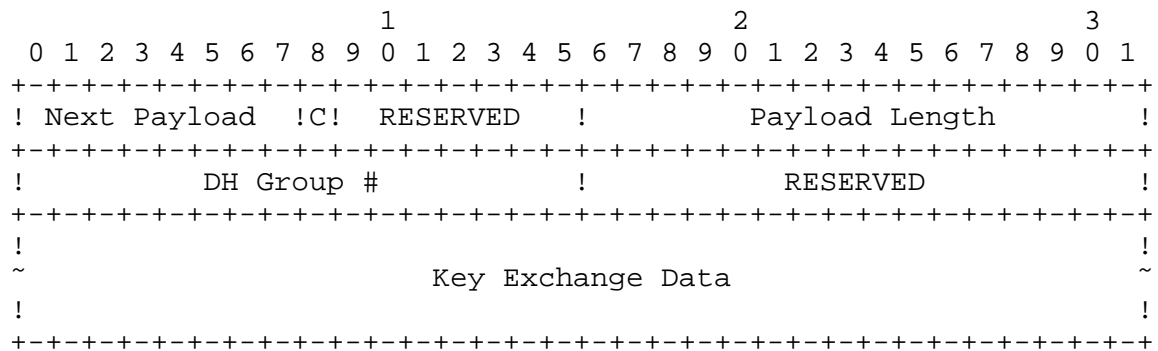 1                   2                   3
 0 1 2 3 4 5 6 7 8 9 0 1 2 3 4 5 6 7 8 9 0 1 2 3 4 5 6 7 8 9 0 1
+-+-+-+-+-+-+-+-+-+-+-+-+-+-+-+-+-+-+-+-+-+-+-+-+-+-+-+-+-+-+-+-+
! Next Payload  !C!  RESERVED   !         Payload Length        !
+-+-+-+-+-+-+-+-+-+-+-+-+-+-+-+-+-+-+-+-+-+-+-+-+-+-+-+-+-+-+-+-+
!           DH Group #          !           RESERVED            !
+-+-+-+-+-+-+-+-+-+-+-+-+-+-+-+-+-+-+-+-+-+-+-+-+-+-+-+-+-+-+-+-+
!                                                               !
~                       Key Exchange Data                       ~
!                                                               !
+-+-+-+-+-+-+-+-+-+-+-+-+-+-+-+-+-+-+-+-+-+-+-+-+-+-+-+-+-+-+-+-+